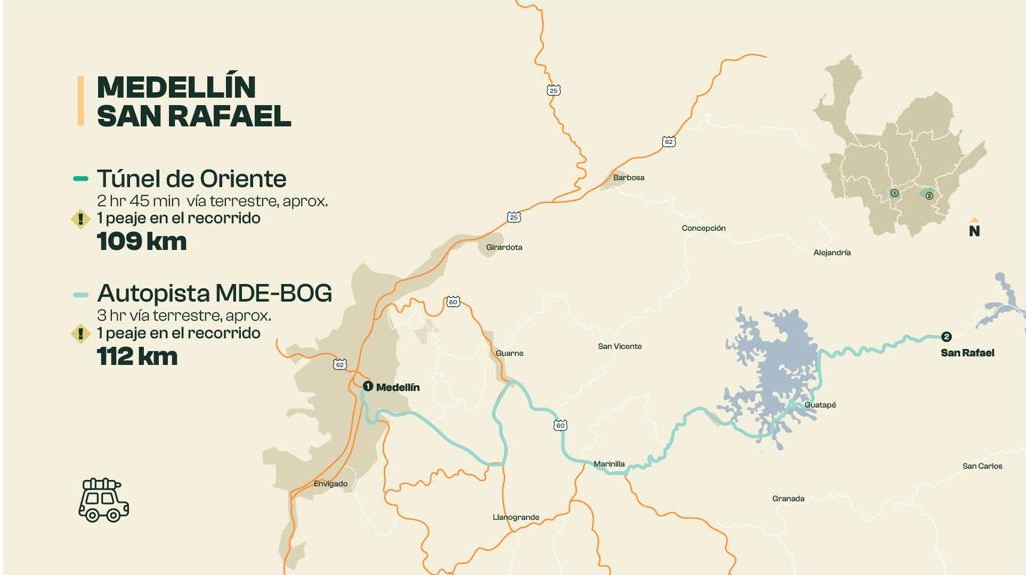 MEDELLÍN
SAN RAFAEL
Túnel de Oriente
2 hr 45 min vía terrestre, aprox.
! 1 peaje en el recorrido
109 km
Autopista MDE-BOG
3 hr vía terrestre, aprox.
! 1 peaje en el recorrido
112 km
25
62
Barbosa
1
2
25
Concepción
N
Girardota
Alejandría
60
San Vicente
2
San Rafael
Guarne
62
1 Medellín
Guatapé
60
Marinilla
San Carlos
Envigado
Granada
Llanogrande